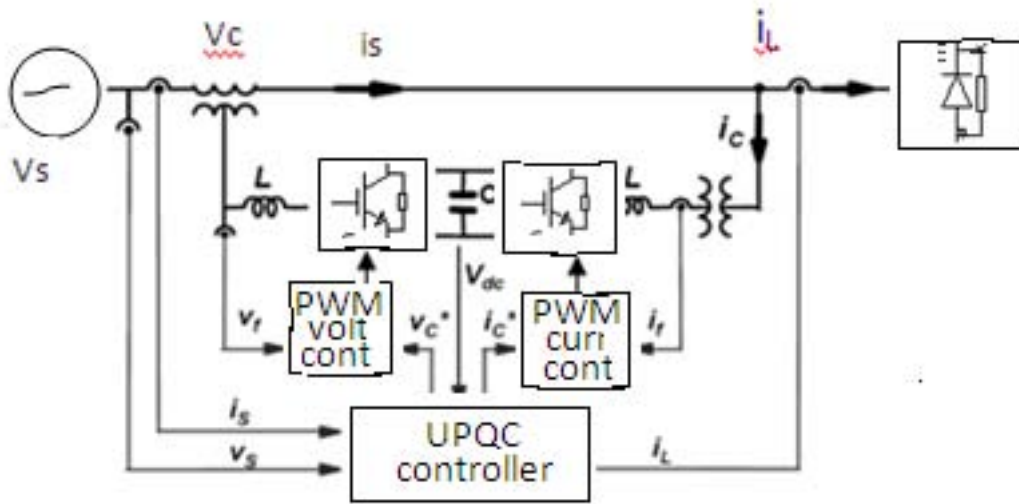 Vc
is
iL
Vs
iC
L
C
L
Vdc
PWM
volt
cont
PWM
curr
cont
vf
vC*
iC*
if
iS
vS
UPQC
controller
iL